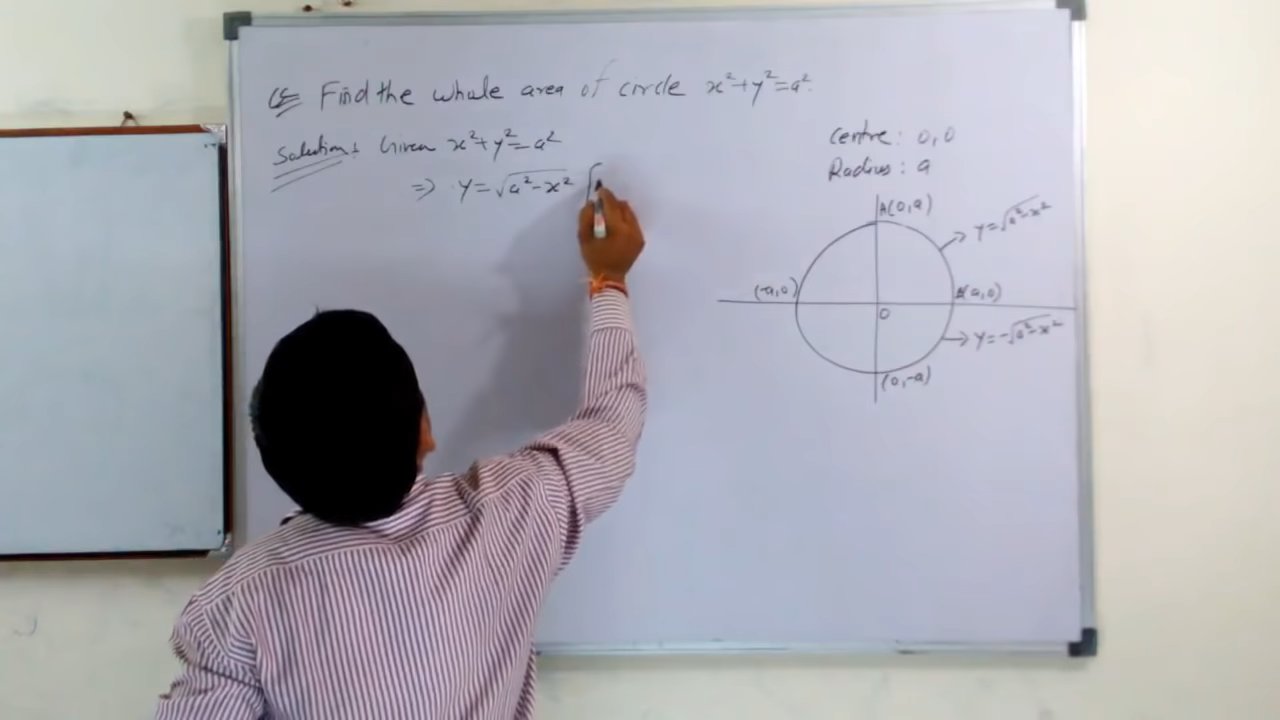 Q:- Find the whole area of circle x²+y²=a².
Solution: Given x²+y²=a²
=> y=√a²-x² [
Centre: 0,0
Radius: a
A(0,a)
y=√a²-x²
(-a,0)
B(a,0)
O
y=-√a²-x²
(0,-a)